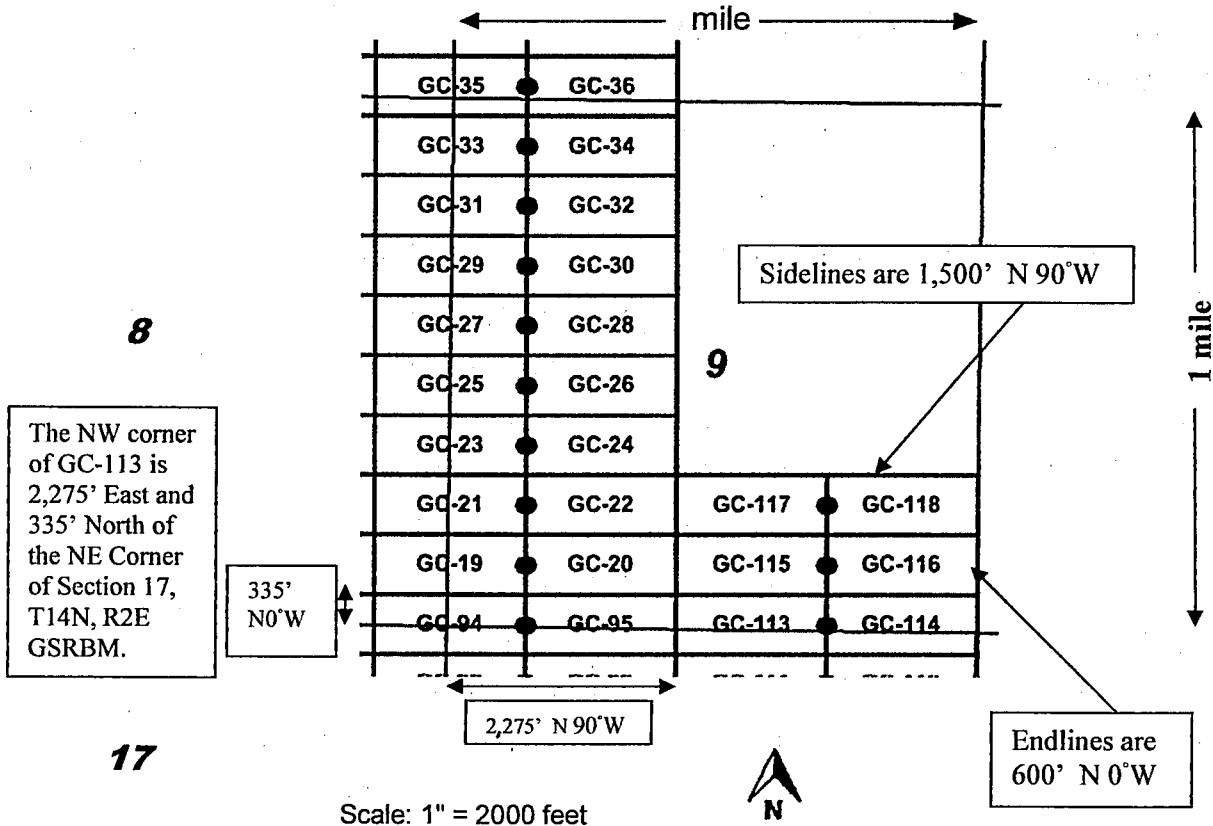 mile
GC-35 GC-36
GC-33 GC-34
GC-31 GC-32
GC-29 GC-30
Sidelines are 1,500' N 90°W
8
GC-27 GC-28
9
1 mile
GC-25 GC-26
The NW corner
of GC-113 is
2,275' East and
335' North of
the NE Corner
of Section 17,
T14N, R2E
GSRBM.
GC-23 GC-24
GC-21 GC-22 GC-117 GC-118
GC-19 GC-20 GC-115 GC-116
335'
N0°W
GC-94 GC-95 GC-113 GC-114
2,275' N 90°W
17
Endlines are
600' N 0°W
Scale: 1" = 2000 feet
N